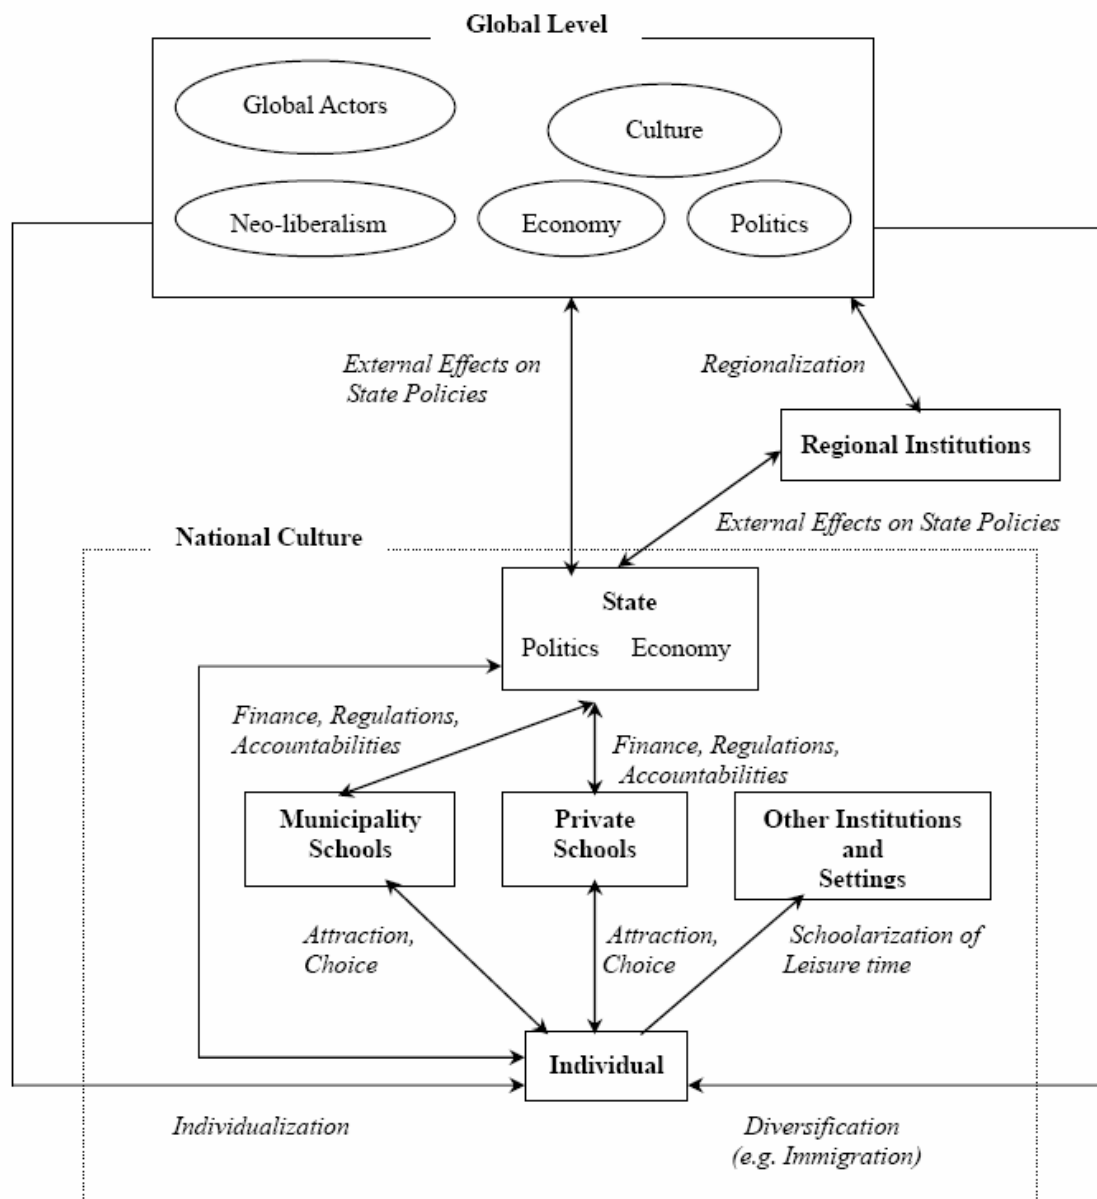 Global Level
Global Actors
Culture
Neo-liberalism
Economy
Politics
External Effects on
State Policies
Regionalization
Regional Institutions
External Effects on State Policies
National Culture
State
Politics Economy
Finance, Regulations,
Accountabilities
Finance, Regulations,
Accountabilities
Municipality
Schools
Private
Schools
Other Institutions
and
Settings
Attraction,
Choice
Attraction,
Choice
Schoolarization of
Leisure time
Individual
Individualization
Diversification
(e.g. Immigration)